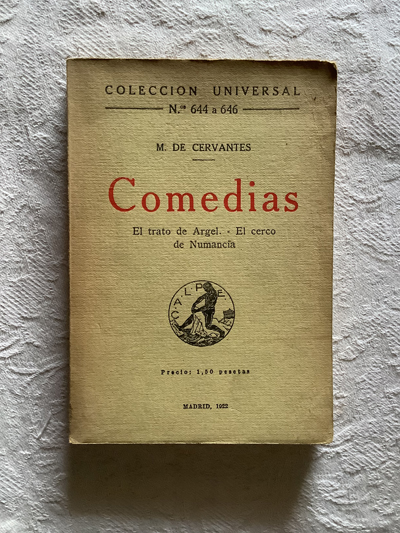 COLECCION UNIVERSAL
N.ᵒˢ 644 a 646
M. DE CERVANTES
Comedias
El trato de Argel. - El cerco
de Numancia
CALPE
Precio: 1,50 pesetas
MADRID, 1922